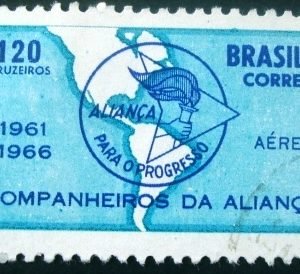 120 BRASIL
CRUZEIROS CORRE
ALIANÇA
1961
PARA O PROGRESSO
1966 AÉRE
OMPANHEIROS DA ALIANÇ